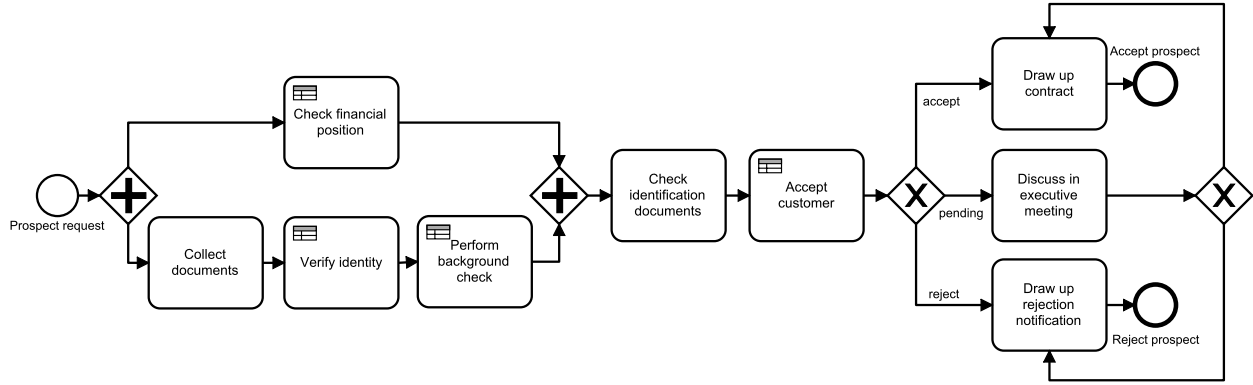 Prospect request
Check financial
position
Collect
documents
Verify identity
Perform
background
check
Check
identification
documents
Accept
customer
accept
pending
reject
Draw up
contract
Accept prospect
Discuss in
executive
meeting
Draw up
rejection
notification
Reject prospect